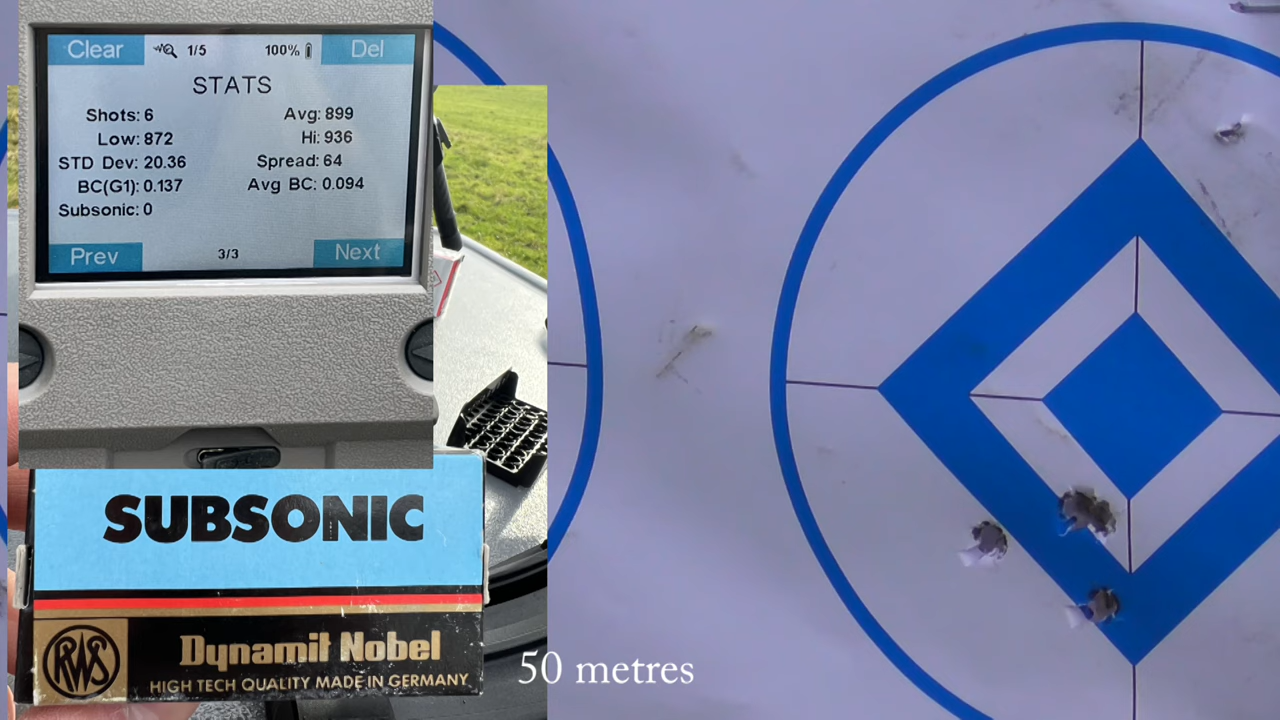 Clear 1/5 100% Del
STATS
Shots: 6 Avg: 899
Low: 872 Hi: 936
STD Dev: 20.36 Spread: 64
BC(G1): 0.137 Avg BC: 0.094
Subsonic: 0
Prev 3/3 Next
SUBSONIC
RWS
Dynamit Nobel
HIGH TECH QUALITY MADE IN GERMANY
50 metres